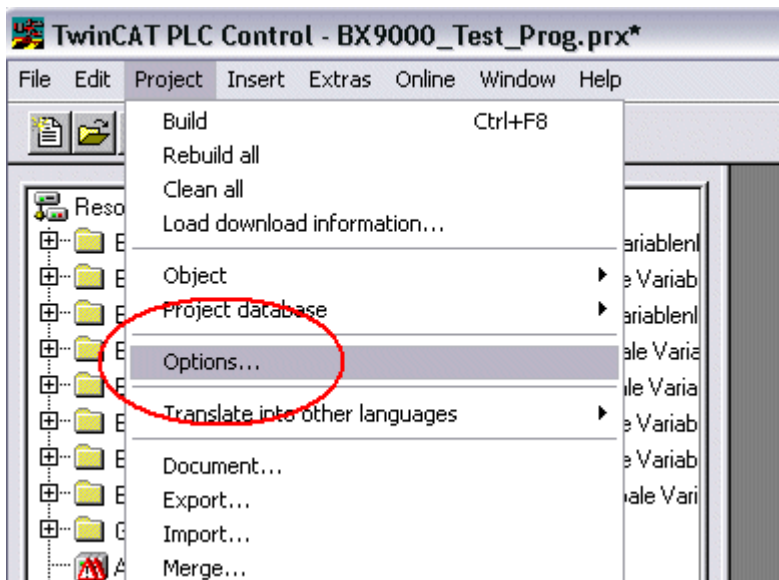 TwinCAT PLC Control - BX9000_Test_Prog.prx*
File Edit Project Insert Extras Online Window Help
Build Ctrl+F8
Rebuild all
Clean all
Load download information...
Object
Project database
Options...
Translate into other languages
Document...
Export...
Import...
Merge...